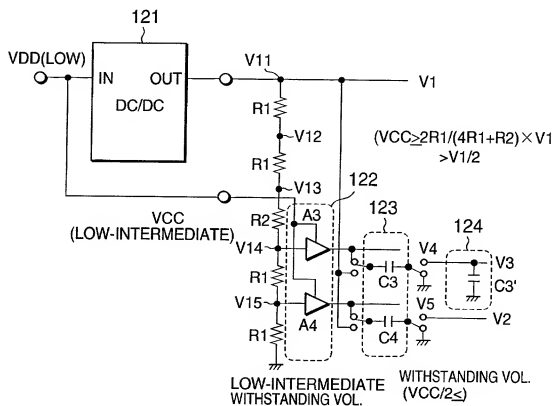 121
VDD(LOW)
IN OUT
DC/DC
V11
V1
R1
V12
(VCC≥2R1/(4R1+R2)×V1
>V1/2
R1
V13
122
VCC
(LOW-INTERMEDIATE)
R2
A3
123
124
V14
V4
V3
C3
C3'
R1
V15
V5
A4
C4
V2
R1
LOW-INTERMEDIATE
WITHSTANDING VOL.
WITHSTANDING VOL.
(VCC/2≤)